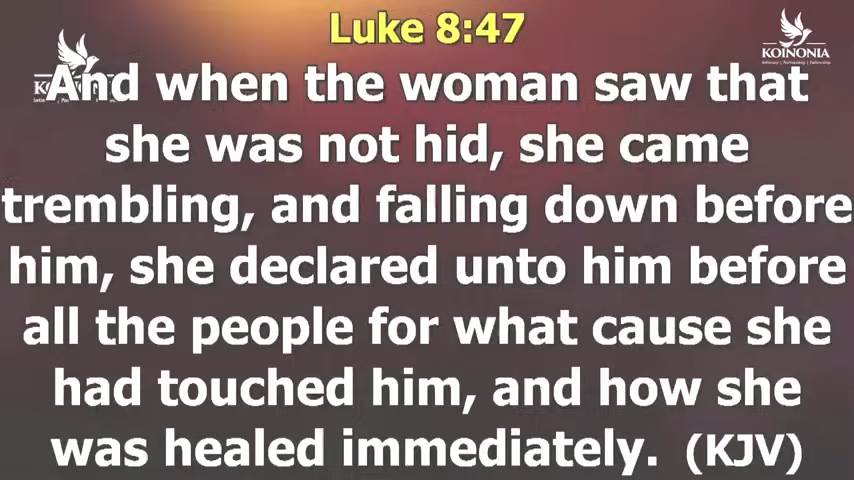 Luke 8:47
KOINONIA
And when the woman saw that
she was not hid, she came
trembling, and falling down before
him, she declared unto him before
all the people for what cause she
had touched him, and how she
was healed immediately. (KJV)